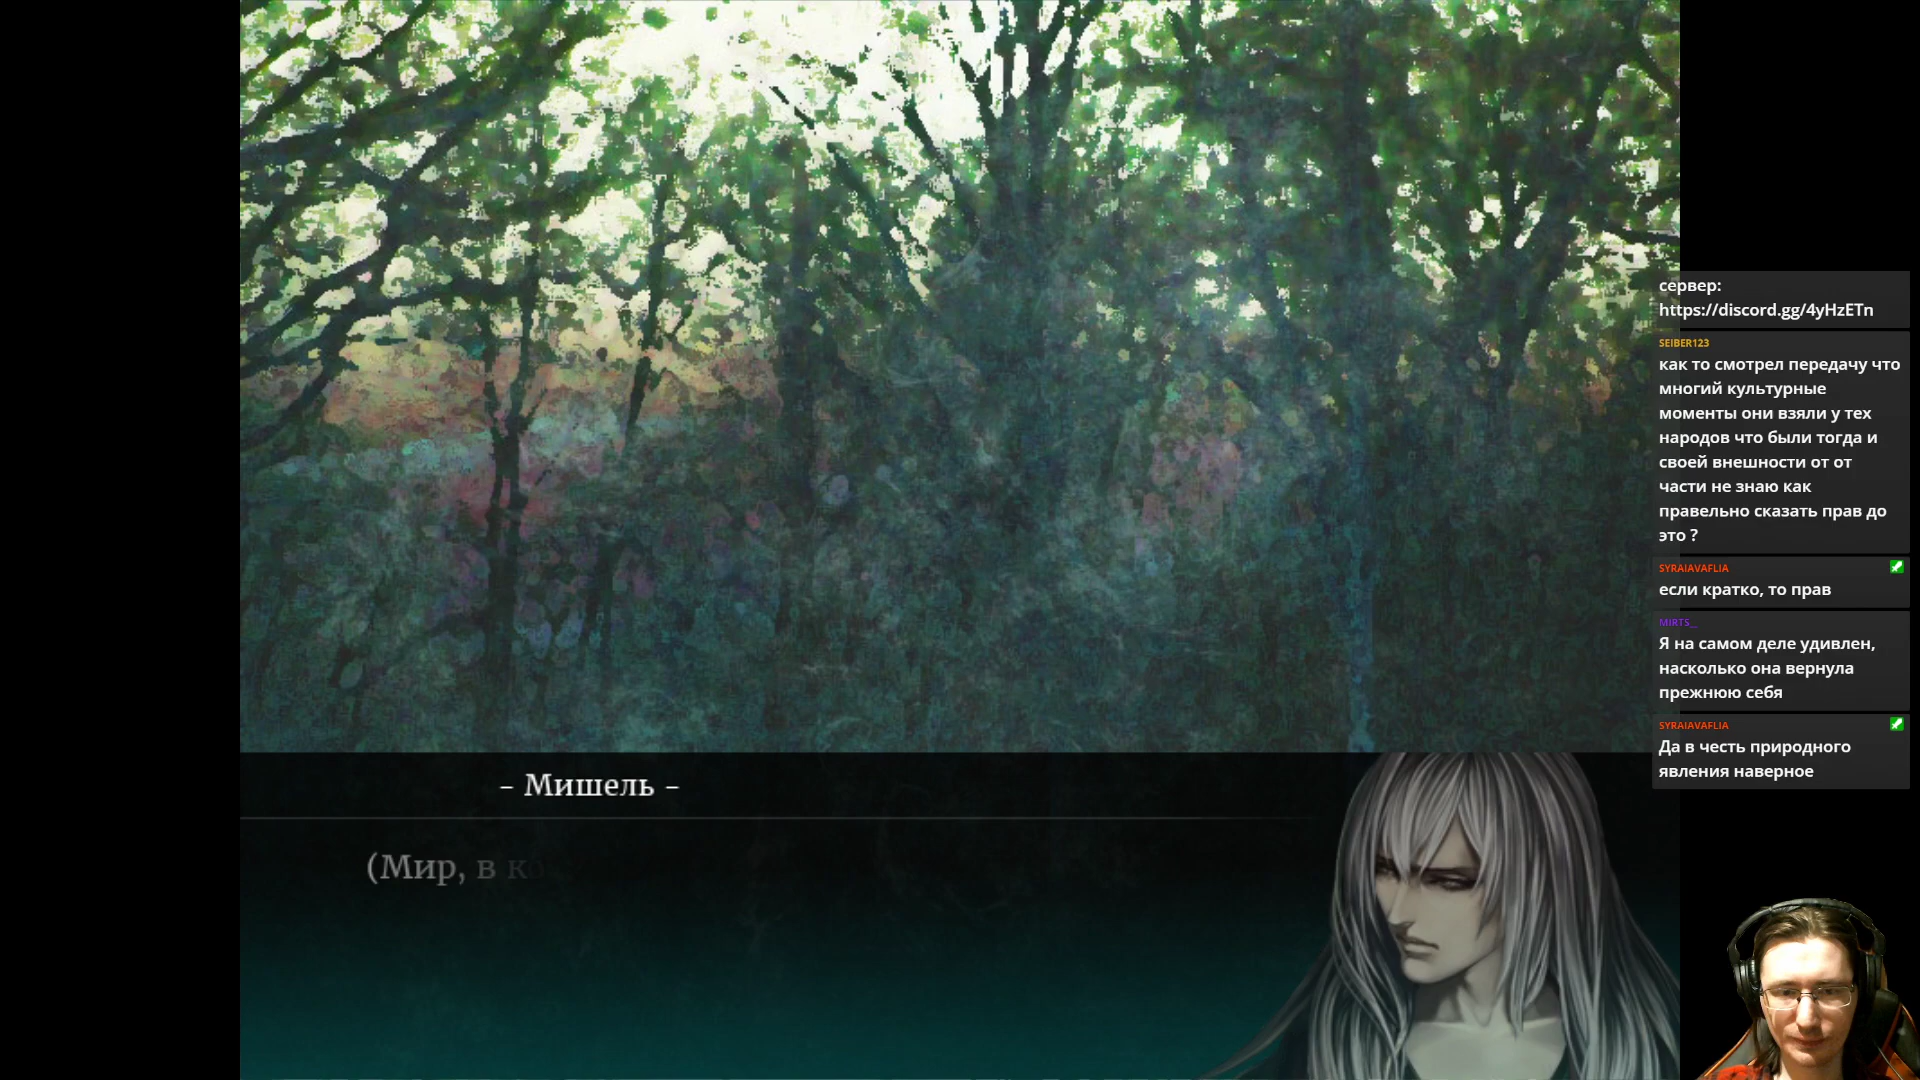 сервер:
https://discord.gg/4yHzETn
SEIBER123
как то смотрел передачу что
многий культурные
моменты они взяли у тех
народов что были тогда и
своей внешности от от
части не знаю как
правельно сказать прав до
это ?
SYRAIAVAFLIA
если кратко, то прав
MIRTS_
Я на самом деле удивлен,
насколько она вернула
прежнюю себя
SYRAIAVAFLIA
Да в честь природного
явления наверное
- Мишель -
(Мир, в ко